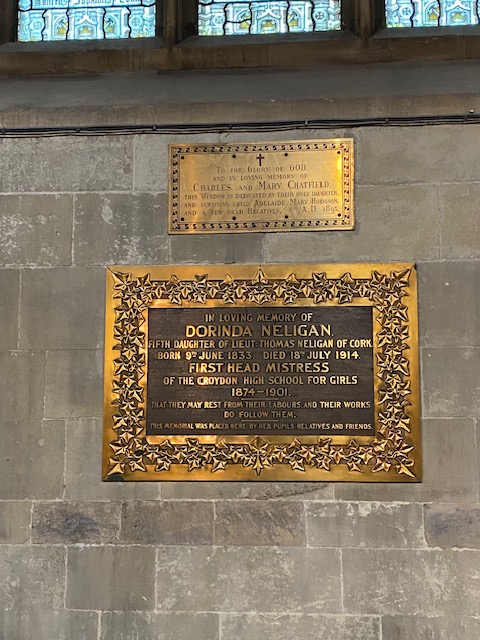 TO THE GLORY OF GOD,
AND IN LOVING MEMORY OF
CHARLES, AND MARY CHATFIELD.
THIS WINDOW IS DEDICATED BY THEIR ONLY DAUGHTER,
AND SURVIVING CHILD ADELAIDE MARY HODGSON,
AND A FEW NEAR RELATIVES. A.D. 1895.
IN LOVING MEMORY OF
DORINDA NELIGAN,
FIFTH DAUGHTER OF LIEUT: THOMAS NELIGAN OF CORK.
BORN 9TH JUNE 1833. DIED 18TH JULY 1914.
FIRST HEAD MISTRESS
OF THE CROYDON HIGH SCHOOL FOR GIRLS
1874-1901.
THAT THEY MAY REST FROM THEIR LABOURS AND THEIR WORKS
DO FOLLOW THEM;
THIS MEMORIAL WAS PLACED HERE BY HER PUPILS RELATIVES AND FRIENDS.